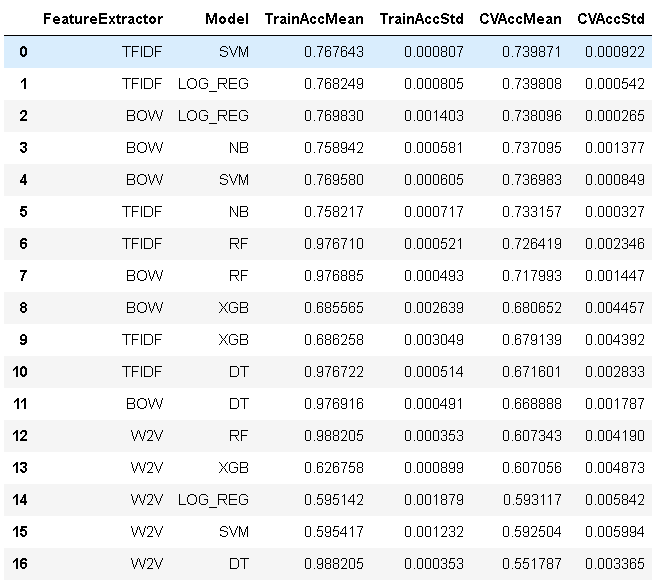 FeatureExtractor Model TrainAccMean TrainAccStd CVAccMean CVAccStd
0 TFIDF SVM 0.767643 0.000807 0.739871 0.000922
1 TFIDF LOG_REG 0.768249 0.000805 0.739808 0.000542
2 BOW LOG_REG 0.769830 0.001403 0.738096 0.000265
3 BOW NB 0.758942 0.000581 0.737095 0.001377
4 BOW SVM 0.769580 0.000605 0.736983 0.000849
5 TFIDF NB 0.758217 0.000717 0.733157 0.000327
6 TFIDF RF 0.976710 0.000521 0.726419 0.002346
7 BOW RF 0.976885 0.000493 0.717993 0.001447
8 BOW XGB 0.685565 0.002639 0.680652 0.004457
9 TFIDF XGB 0.686258 0.003049 0.679139 0.004392
10 TFIDF DT 0.976722 0.000514 0.671601 0.002833
11 BOW DT 0.976916 0.000491 0.668888 0.001787
12 W2V RF 0.988205 0.000353 0.607343 0.004190
13 W2V XGB 0.626758 0.000899 0.607056 0.004873
14 W2V LOG_REG 0.595142 0.001879 0.593117 0.005842
15 W2V SVM 0.595417 0.001232 0.592504 0.005994
16 W2V DT 0.988205 0.000353 0.551787 0.003365